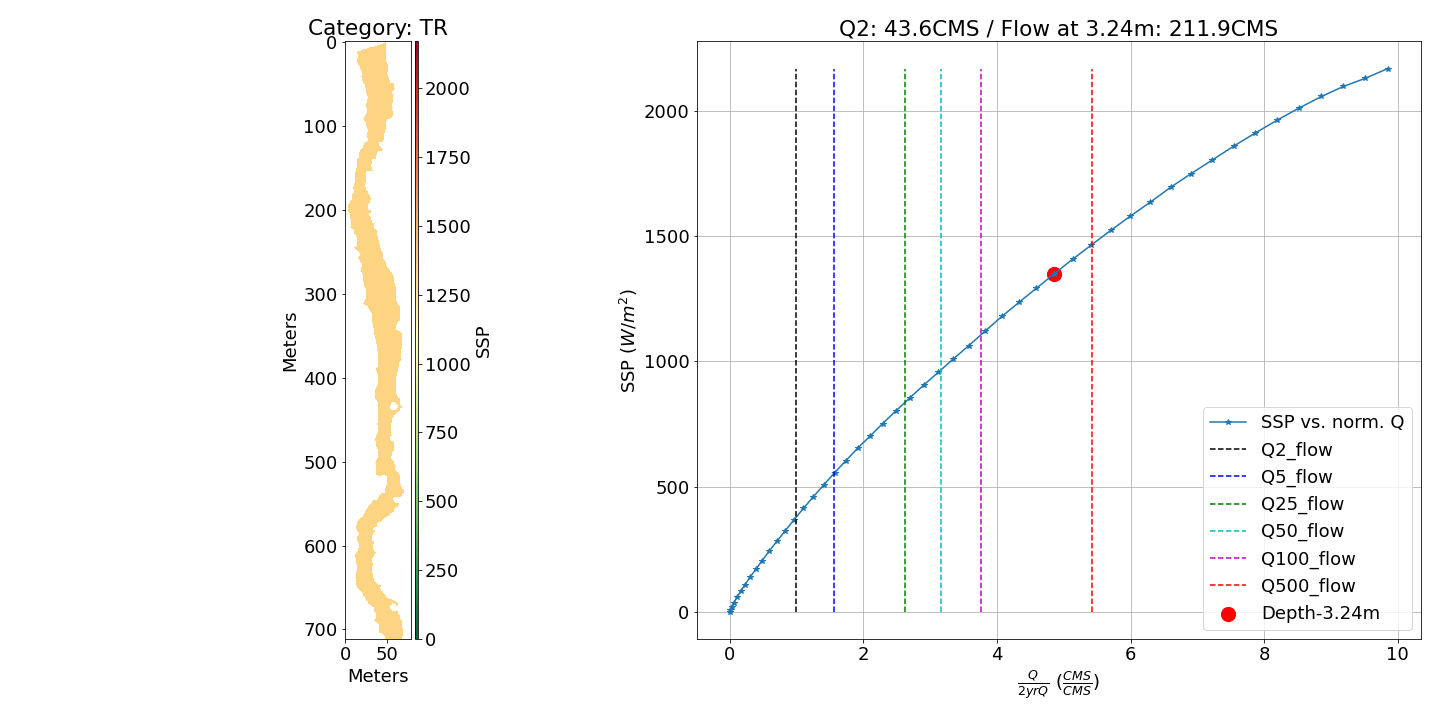 Category: TR
0
100
200
300
400
500
600
700
Meters
0 50
Meters
2000
1750
1500
1250
1000
750
500
250
0
SSP
Q2: 43.6CMS / Flow at 3.24m: 211.9CMS
2000
1500
1000
500
0
SSP (W/m²)
0 2 4 6 8 10
Q/2yrQ (CMS/CMS)
SSP vs. norm. Q
Q2_flow
Q5_flow
Q25_flow
Q50_flow
Q100_flow
Q500_flow
Depth-3.24m